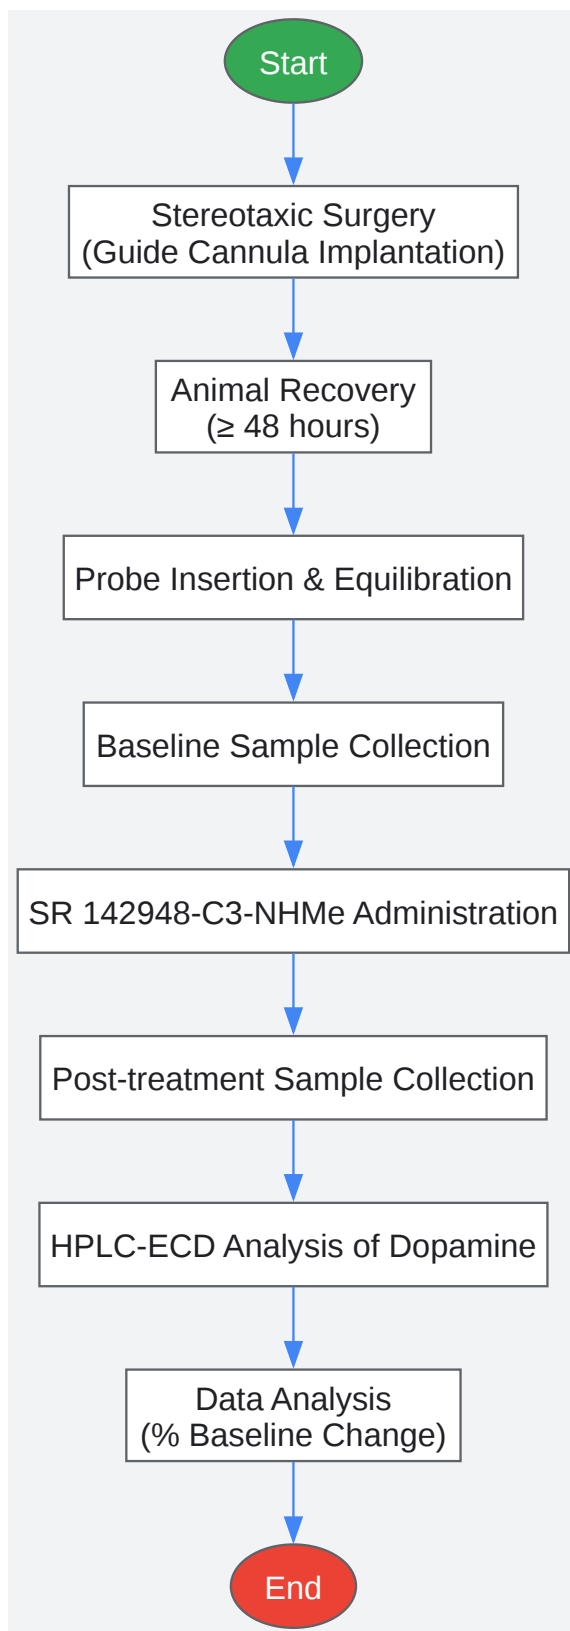 Start
Stereotaxic Surgery
(Guide Cannula Implantation)
Animal Recovery
(≥ 48 hours)
Probe Insertion & Equilibration
Baseline Sample Collection
SR 142948-C3-NHMe Administration
Post-treatment Sample Collection
HPLC-ECD Analysis of Dopamine
Data Analysis
(% Baseline Change)
End